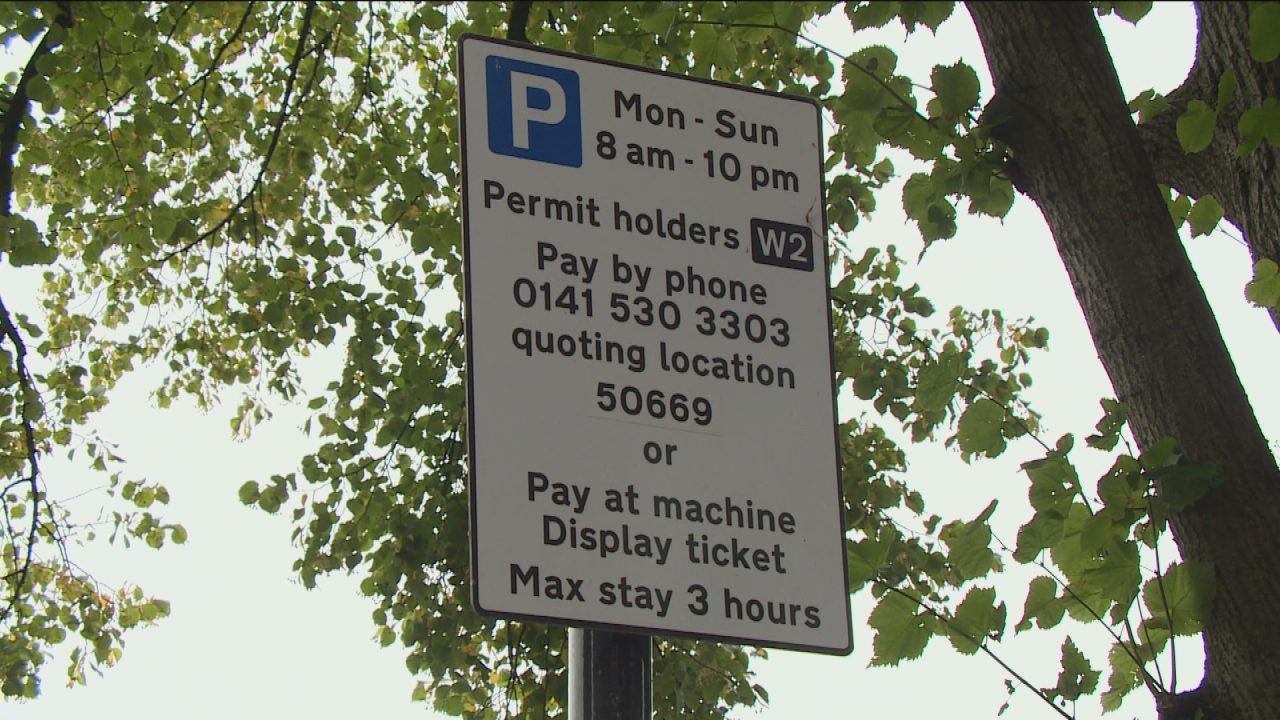 P
Mon - Sun
8 am - 10 pm
Permit holders W2
Pay by phone
0141 530 3303
quoting location
50669
or
Pay at machine
Display ticket
Max stay 3 hours